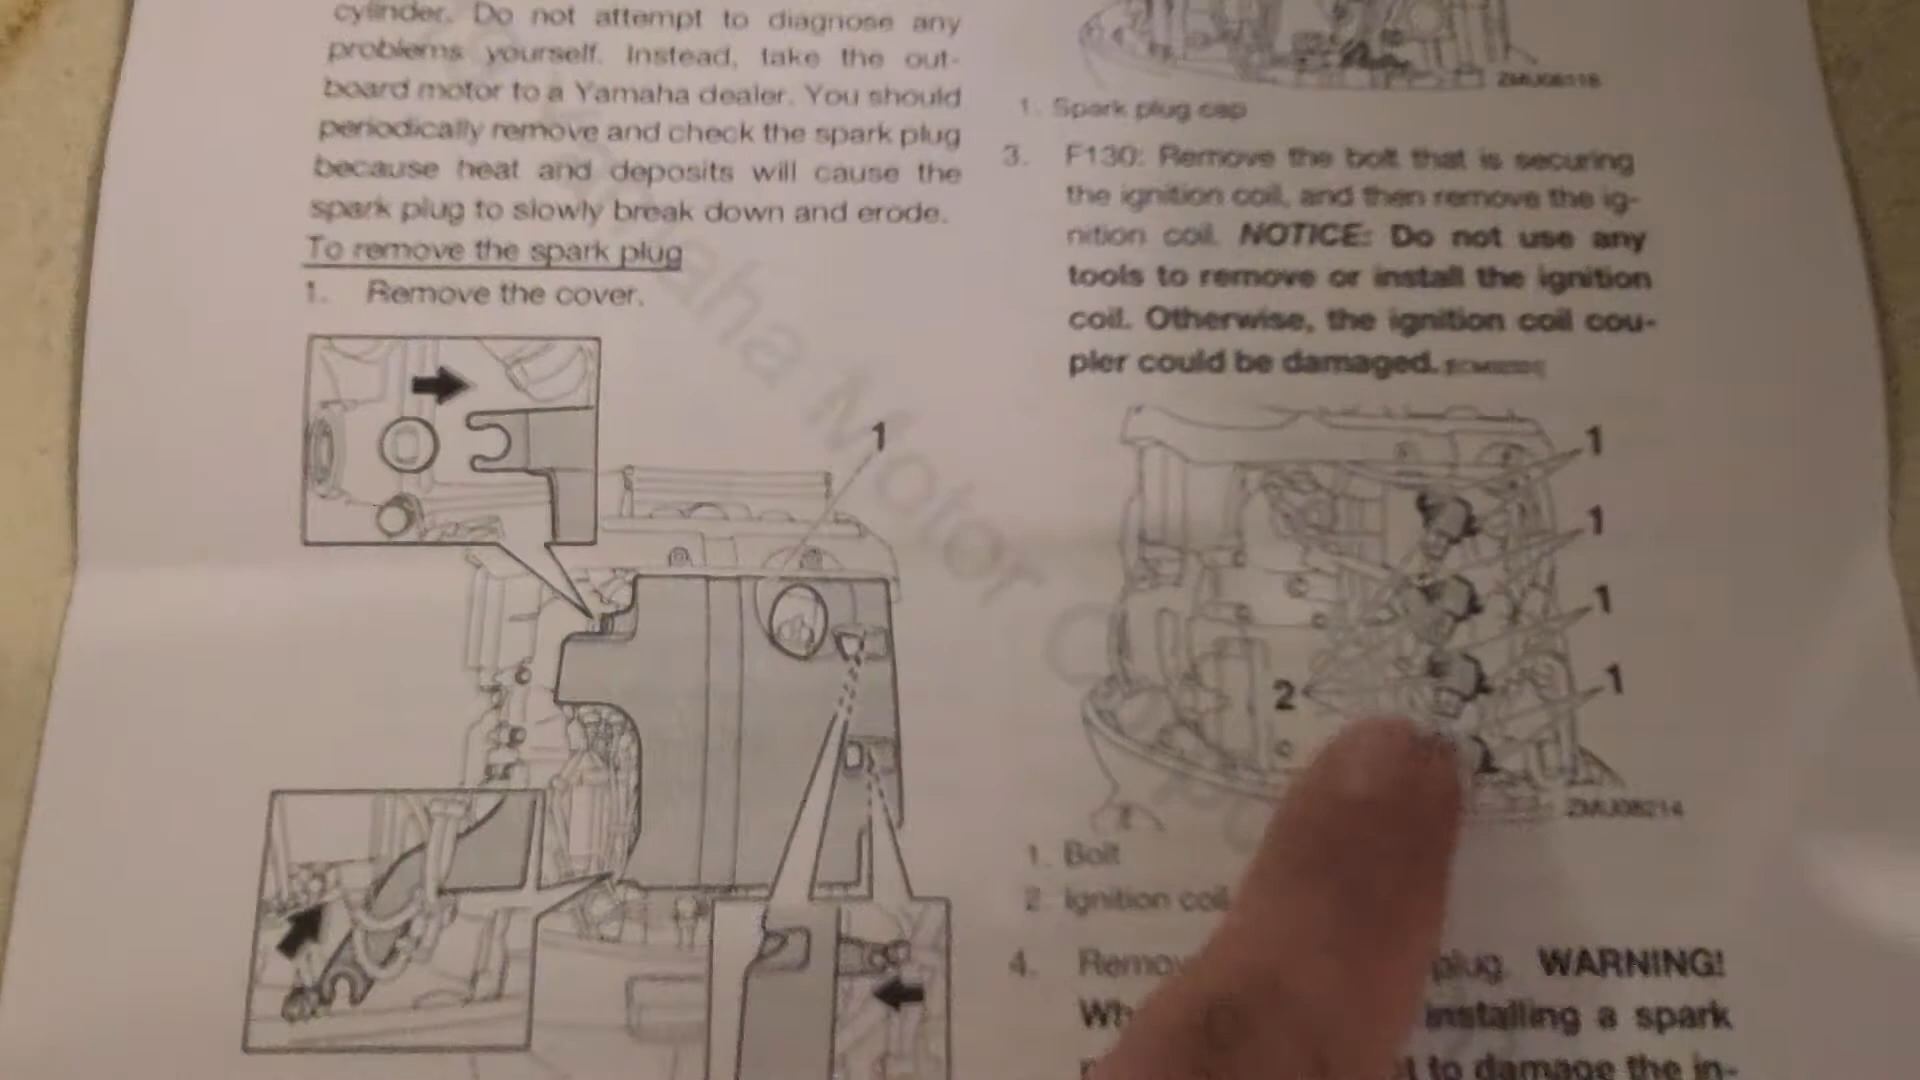 cylinder. Do not attempt to diagnose any
problems yourself. Instead, take the out-
board motor to a Yamaha dealer. You should
periodically remove and check the spark plug
because heat and deposits will cause the
spark plug to slowly break down and erode.
To remove the spark plug
1. Remove the cover.
1
ZMU08118
1. Spark plug cap
3. F130: Remove the bolt that is securing
the ignition coil, and then remove the ig-
nition coil. NOTICE: Do not use any
tools to remove or install the ignition
coil. Otherwise, the ignition coil cou-
pler could be damaged.
1
1
1
2
1
ZMU08214
1. Bolt
2. Ignition coil
4. plug. WARNING!
installing a spark
to damage the in-
Yamaha Motor